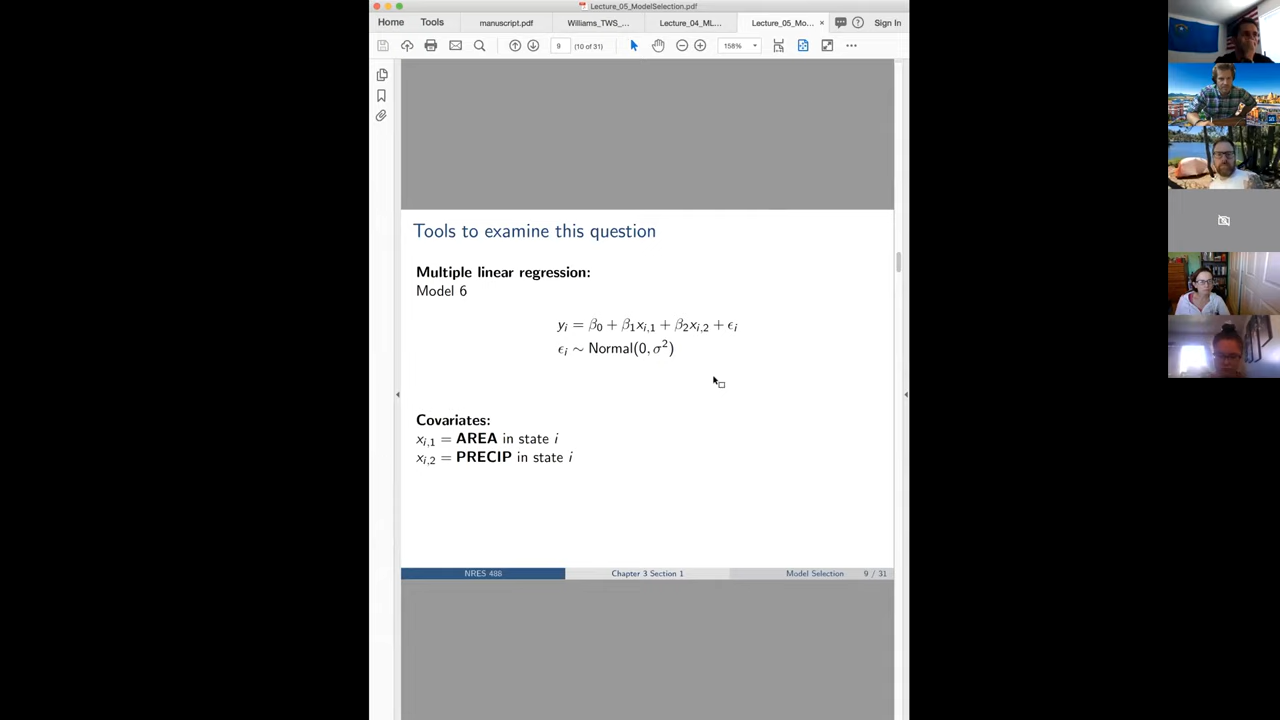 Lecture_05_ModelSelection.pdf
Home Tools manuscript.pdf Williams_TWS_... Lecture_04_ML... Lecture_05_Mo... × Sign In
9 (10 of 31) 158%
Tools to examine this question
Multiple linear regression:
Model 6
yᵢ = β₀ + β₁xᵢ,₁ + β₂xᵢ,₂ + ϵᵢ
ϵᵢ ∼ Normal(0, σ²)
Covariates:
xᵢ,₁ = AREA in state i
xᵢ,₂ = PRECIP in state i
NRES 488 Chapter 3 Section 1 Model Selection 9 / 31